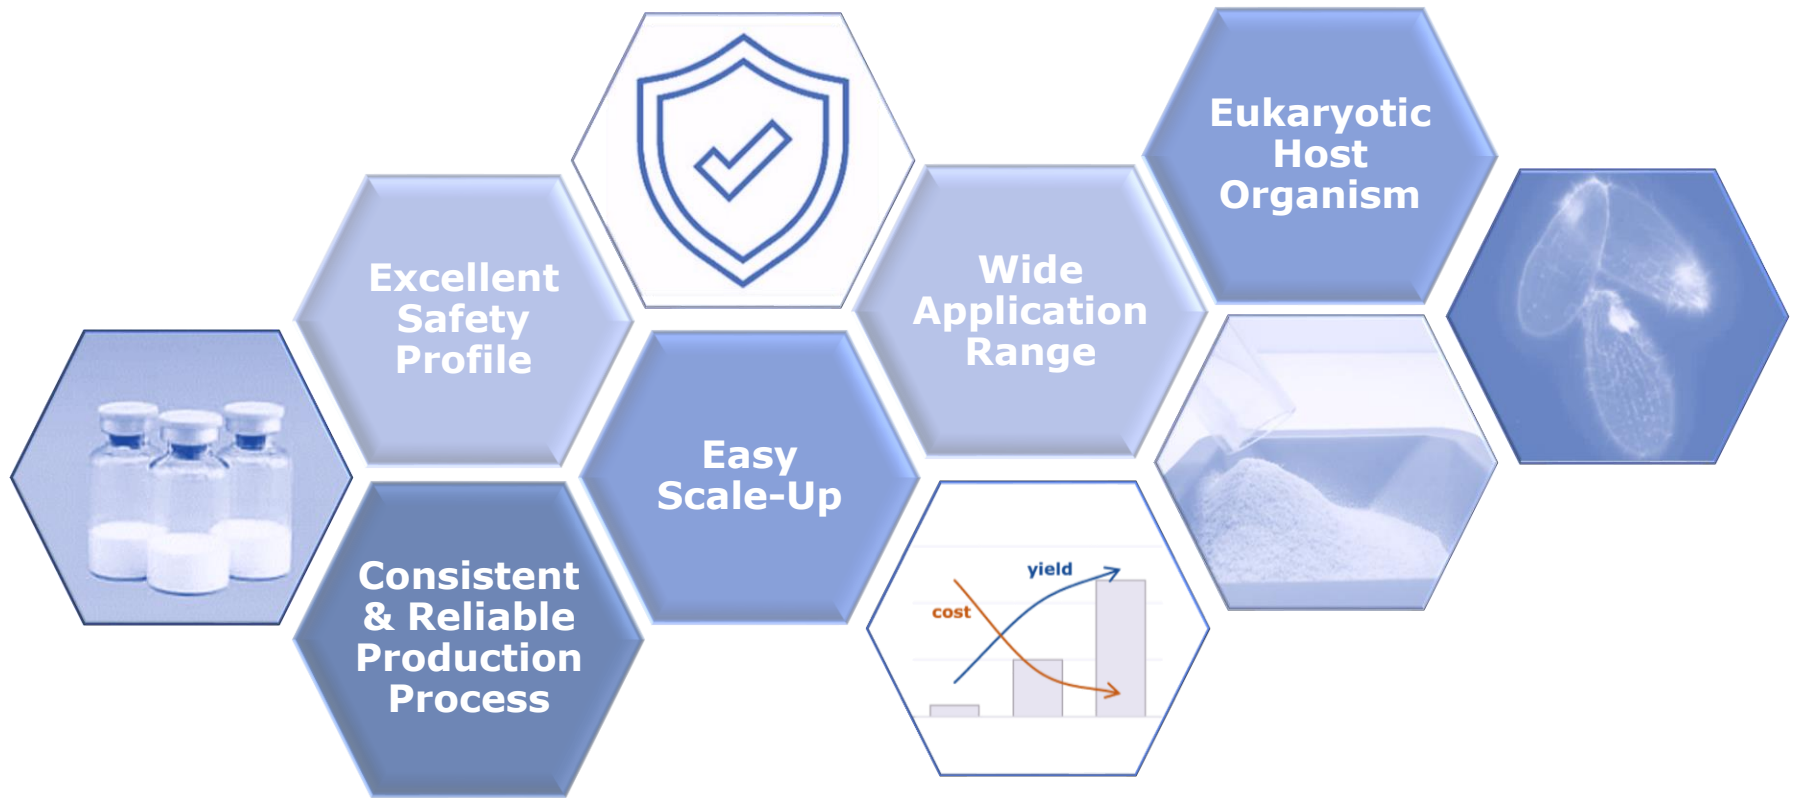 Excellent
Safety
Profile
Consistent
& Reliable
Production
Process
Easy
Scale-Up
Wide
Application
Range
yield
cost
Eukaryotic
Host
Organism